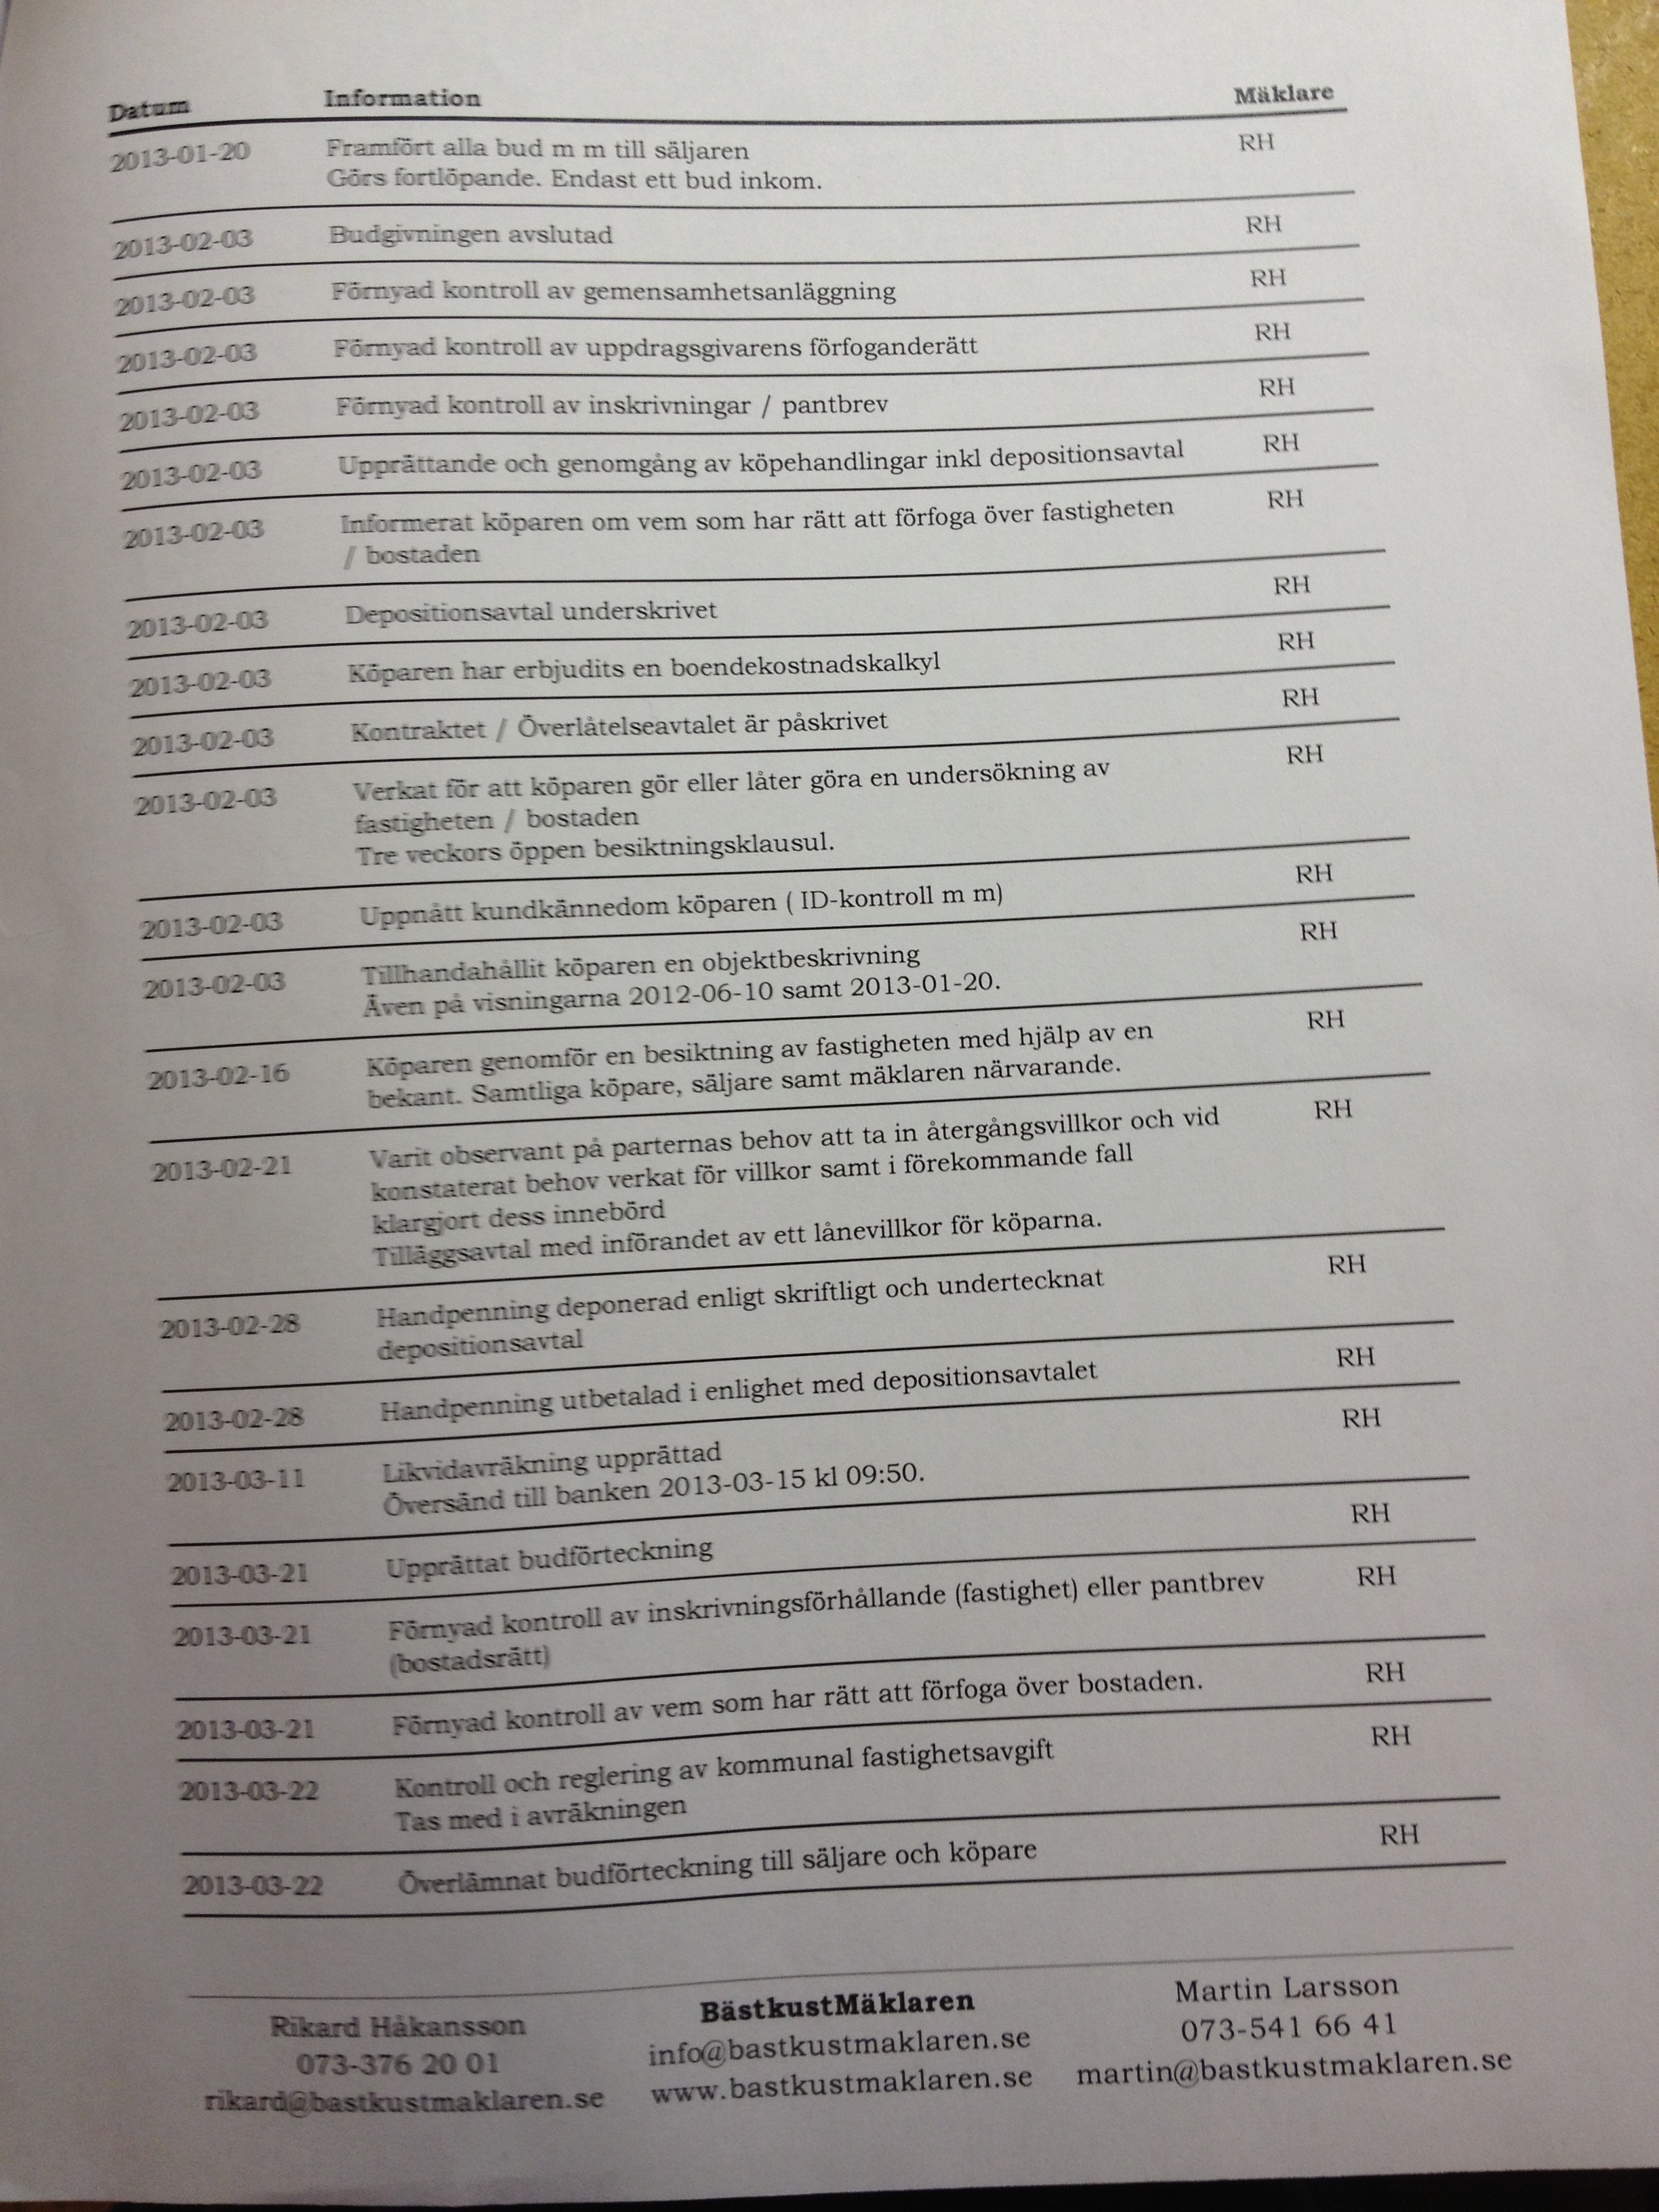 Datum Information Mäklare
2013-01-20 Framfört alla bud m m till säljaren RH
Görs fortlöpande. Endast ett bud inkom.
2013-02-03 Budgivningen avslutad RH
2013-02-03 Förnyad kontroll av gemensamhetsanläggning RH
2013-02-03 Förnyad kontroll av uppdragsgivarens förfoganderätt RH
2013-02-03 Förnyad kontroll av inskrivningar / pantbrev RH
2013-02-03 Upprättande och genomgång av köpehandlingar inkl depositionsavtal RH
2013-02-03 Informerat köparen om vem som har rätt att förfoga över fastigheten RH
/ bostaden
2013-02-03 Depositionsavtal underskrivet RH
2013-02-03 Köparen har erbjudits en boendekostnadskalkyl RH
2013-02-03 Kontraktet / Överlåtelseavtalet är påskrivet RH
2013-02-03 Verkat för att köparen gör eller låter göra en undersökning av RH
fastigheten / bostaden
Tre veckors öppen besiktningsklausul.
2013-02-03 Uppnått kundkännedom köparen ( ID-kontroll m m) RH
2013-02-03 Tillhandahållit köparen en objektbeskrivning RH
Även på visningarna 2012-06-10 samt 2013-01-20.
2013-02-16 Köparen genomför en besiktning av fastigheten med hjälp av en RH
bekant. Samtliga köpare, säljare samt mäklaren närvarande.
2013-02-21 Varit observant på parternas behov att ta in återgångsvillkor och vid RH
konstaterat behov verkat för villkor samt i förekommande fall
klargjort dess innebörd
Tilläggsavtal med införandet av ett lånevillkor för köparna.
2013-02-28 Handpenning deponerad enligt skriftligt och undertecknat RH
depositionsavtal
2013-02-28 Handpenning utbetalad i enlighet med depositionsavtalet RH
2013-03-11 Likvidavräkning upprättad RH
Översänd till banken 2013-03-15 kl 09:50.
2013-03-21 Upprättat budförteckning RH
2013-03-21 Förnyad kontroll av inskrivningsförhållande (fastighet) eller pantbrev RH
(bostadsrätt)
2013-03-21 Förnyad kontroll av vem som har rätt att förfoga över bostaden. RH
2013-03-22 Kontroll och reglering av kommunal fastighetsavgift RH
Tas med i avräkningen
2013-03-22 Överlämnat budförteckning till säljare och köpare RH
Rikard Håkansson BästkustMäklaren Martin Larsson
073-376 20 01 info@bastkustmaklaren.se 073-541 66 41
rikard@bastkustmaklaren.se www.bastkustmaklaren.se martin@bastkustmaklaren.se